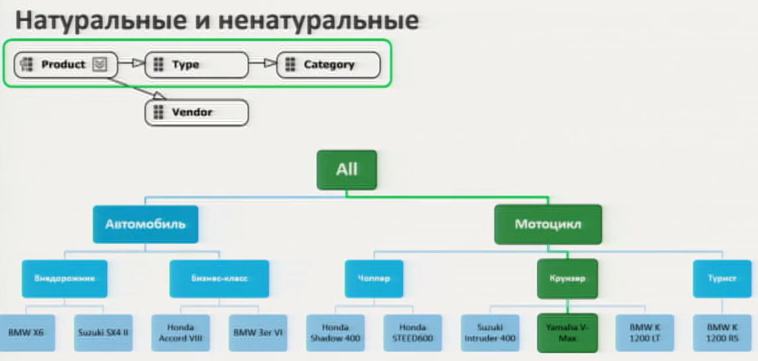 Натуральные и ненатуральные
Product
Type
Category
Vendor
All
Автомобиль
Мотоцикл
Внедорожник
Бизнес-класс
Чоппер
Крузер
Турист
BMW X6
Suzuki SX4 II
Honda
Accord VIII
BMW 3er VI
Honda
Shadow 400
Honda
STEED600
Suzuki
Intruder 400
Yamaha V-
Max
BMW K
1200 LT
BMW K
1200 RS